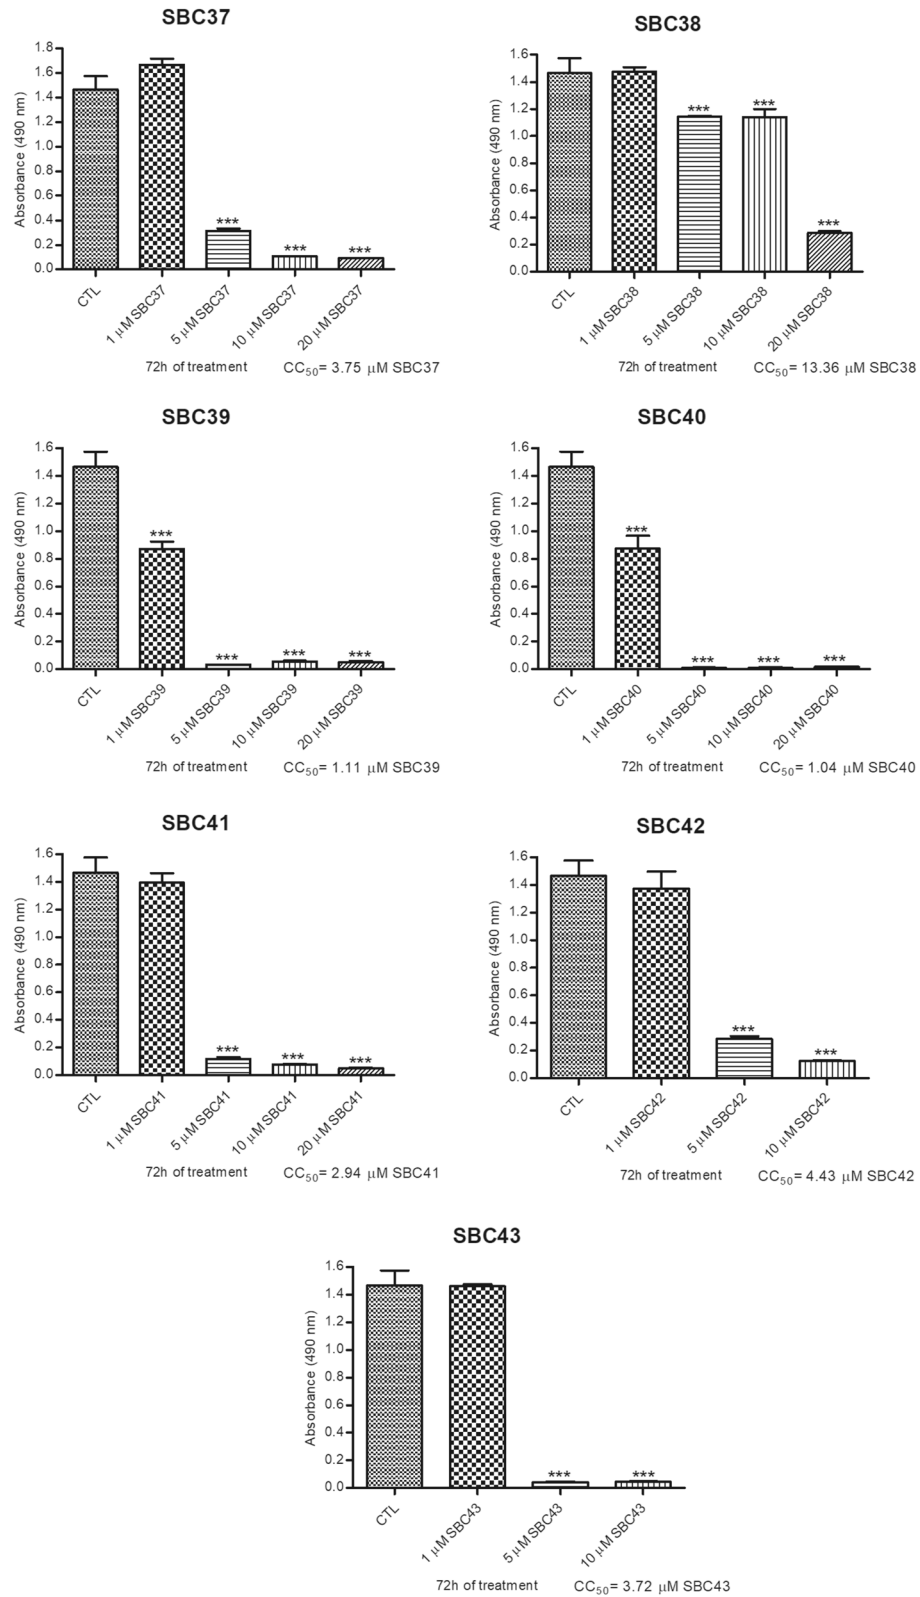 SBC37
Absorbance (490 nm)
1.8
1.6
1.4
1.2
1.0
0.8
0.6
0.4
0.2
0.0
***
***
***
CTL
1 µM SBC37
5 µM SBC37
10 µM SBC37
20 µM SBC37
72h of treatment
CC50= 3.75 µM SBC37
SBC38
Absorbance (490 nm)
1.6
1.4
1.2
1.0
0.8
0.6
0.4
0.2
0.0
***
***
***
CTL
1 µM SBC38
5 µM SBC38
10 µM SBC38
20 µM SBC38
72h of treatment
CC50= 13.36 µM SBC38
SBC39
Absorbance (490 nm)
1.6
1.4
1.2
1.0
0.8
0.6
0.4
0.2
0.0
***
***
***
***
CTL
1 µM SBC39
5 µM SBC39
10 µM SBC39
20 µM SBC39
72h of treatment
CC50= 1.11 µM SBC39
SBC40
Absorbance (490 nm)
1.6
1.4
1.2
1.0
0.8
0.6
0.4
0.2
0.0
***
***
***
***
CTL
1 µM SBC40
5 µM SBC40
10 µM SBC40
20 µM SBC40
72h of treatment
CC50= 1.04 µM SBC40
SBC41
Absorbance (490 nm)
1.6
1.4
1.2
1.0
0.8
0.6
0.4
0.2
0.0
***
***
***
CTL
1 µM SBC41
5 µM SBC41
10 µM SBC41
20 µM SBC41
72h of treatment
CC50= 2.94 µM SBC41
SBC42
Absorbance (490 nm)
1.6
1.4
1.2
1.0
0.8
0.6
0.4
0.2
0.0
***
***
CTL
1 µM SBC42
5 µM SBC42
10 µM SBC42
72h of treatment
CC50= 4.43 µM SBC42
SBC43
Absorbance (490 nm)
1.6
1.4
1.2
1.0
0.8
0.6
0.4
0.2
0.0
***
***
CTL
1 µM SBC43
5 µM SBC43
10 µM SBC43
72h of treatment
CC50= 3.72 µM SBC43